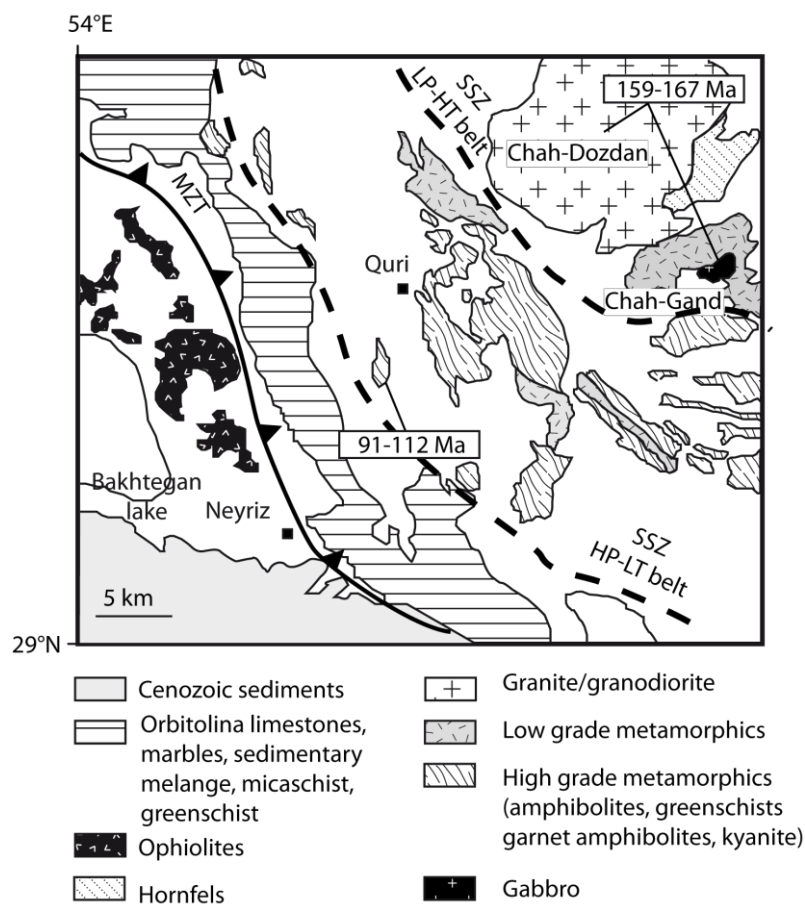 54°E
SSZ
LP-HT belt
159-167 Ma
Chah-Dozdan
MZT
Quri
Chah-Gand
91-112 Ma
Bakhtegan
lake
Neyriz
SSZ
HP-LT belt
5 km
29°N
Cenozoic sediments
Orbitolina limestones,
marbles, sedimentary
melange, micaschist,
greenschist
Ophiolites
Hornfels
Granite/granodiorite
Low grade metamorphics
High grade metamorphics
(amphibolites, greenschists
garnet amphibolites, kyanite)
Gabbro